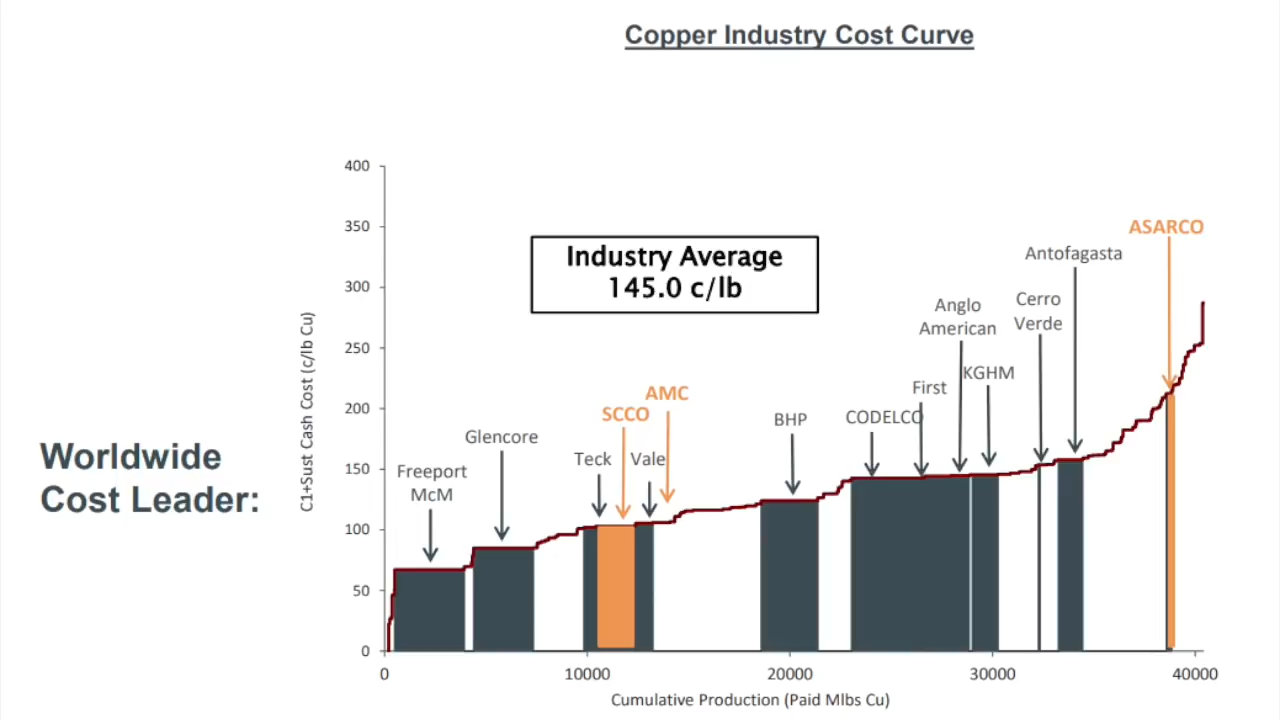 Copper Industry Cost Curve
Worldwide
Cost Leader:
Industry Average
145.0 c/lb
C1+Sust Cash Cost (c/lb Cu)
400
350
300
250
200
150
100
50
0
Freeport
McM
Glencore
Teck
SCCO
Vale
AMC
BHP
CODELCO
First
Anglo
American
KGHM
Cerro
Verde
Antofagasta
ASARCO
0
10000
20000
30000
40000
Cumulative Production (Paid Mlbs Cu)